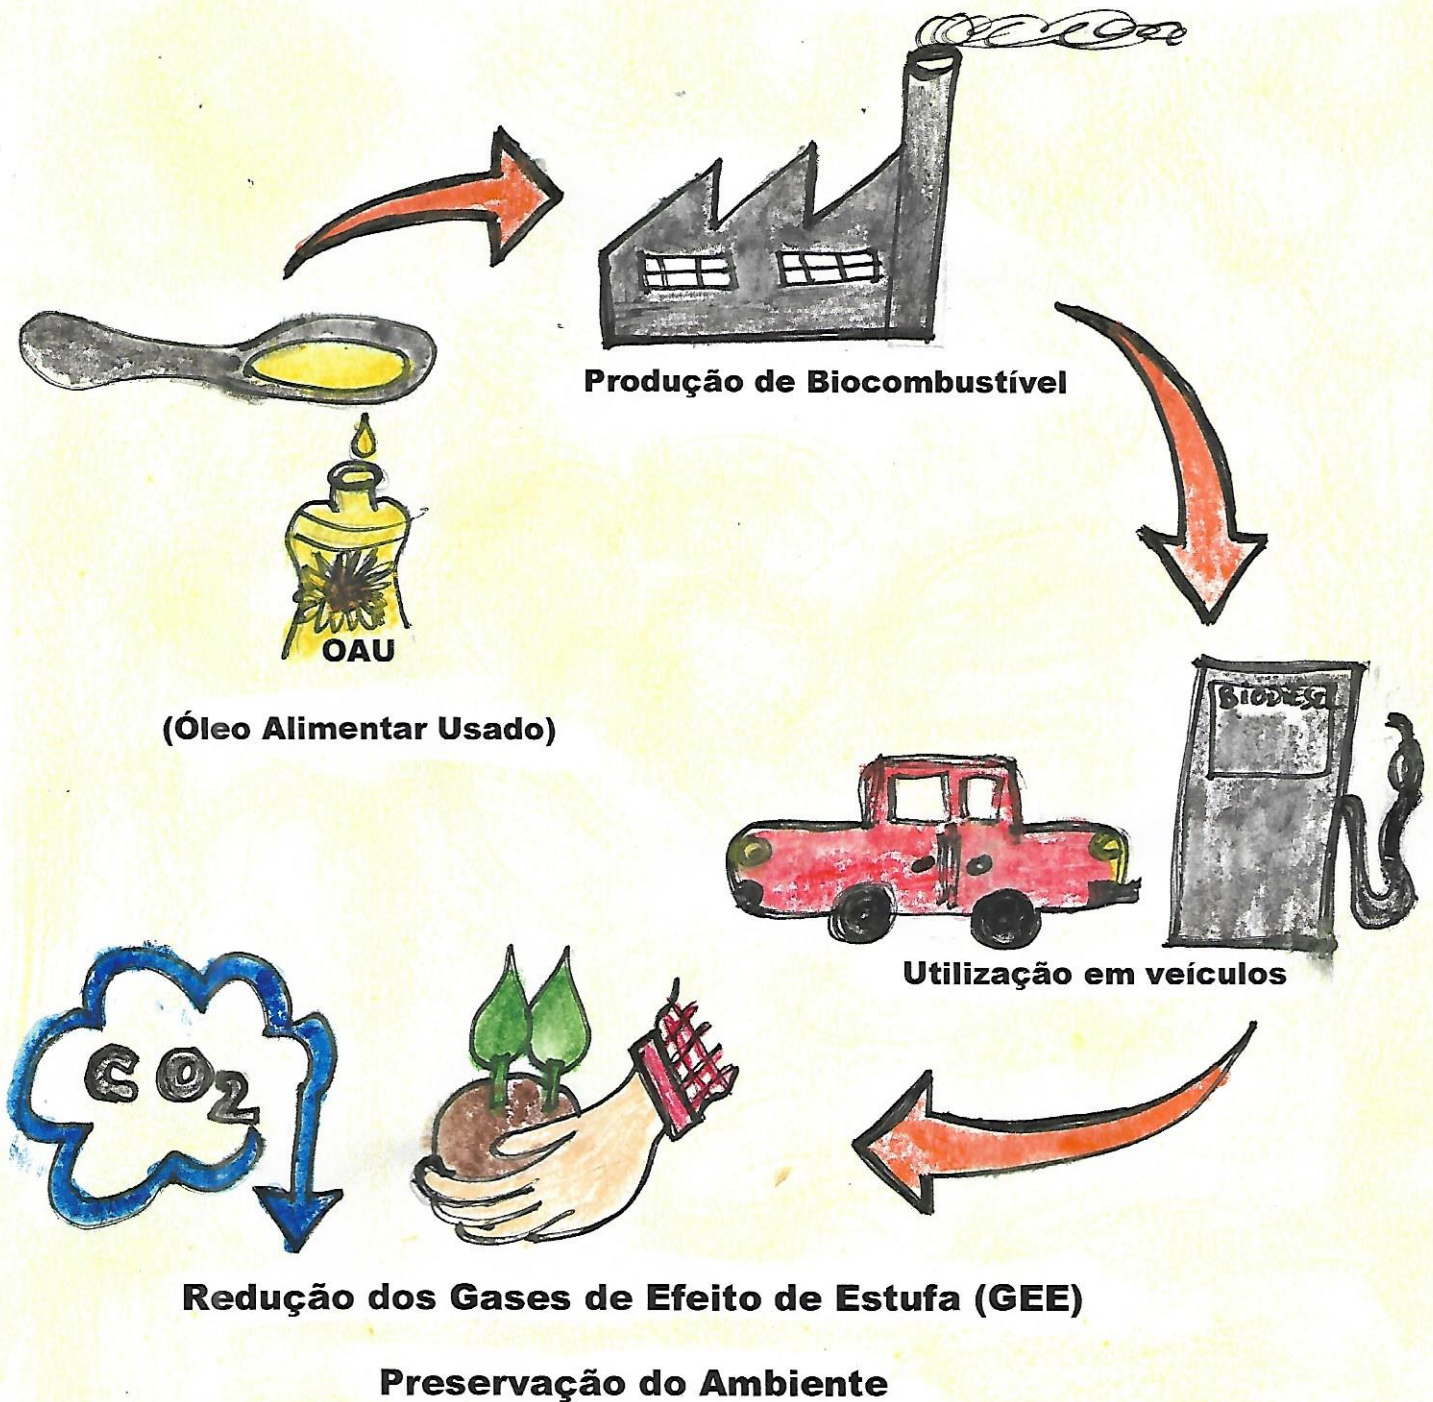 Produção de Biocombustível
OAU
(Óleo Alimentar Usado)
BIODIESEL
Utilização em veículos
CO2
Redução dos Gases de Efeito de Estufa (GEE)
Preservação do Ambiente